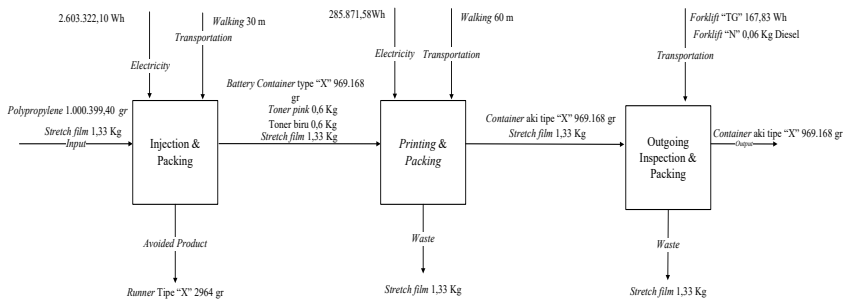 2.603.322,10 Wh
Walking 30 m
Transportation
Electricity
285.871,58Wh
Walking 60 m
Electricity
Transportation
Forklift “TG” 167,83 Wh
Forklift “N” 0,06 Kg Diesel
Transportation
Polypropylene 1.000.399,40 gr
Stretch film 1,33 Kg
Input
Injection &
Packing
Battery Container type “X” 969.168
gr
Toner pink 0,6 Kg
Toner biru 0,6 Kg
Stretch film 1,33 Kg
Printing &
Packing
Container aki tipe “X” 969.168 gr
Stretch film 1,33 Kg
Outgoing
Inspection &
Packing
Container aki tipe “X” 969.168 gr
Output
Avoided Product
Runner Tipe “X” 2964 gr
Waste
Stretch film 1,33 Kg
Waste
Stretch film 1,33 Kg